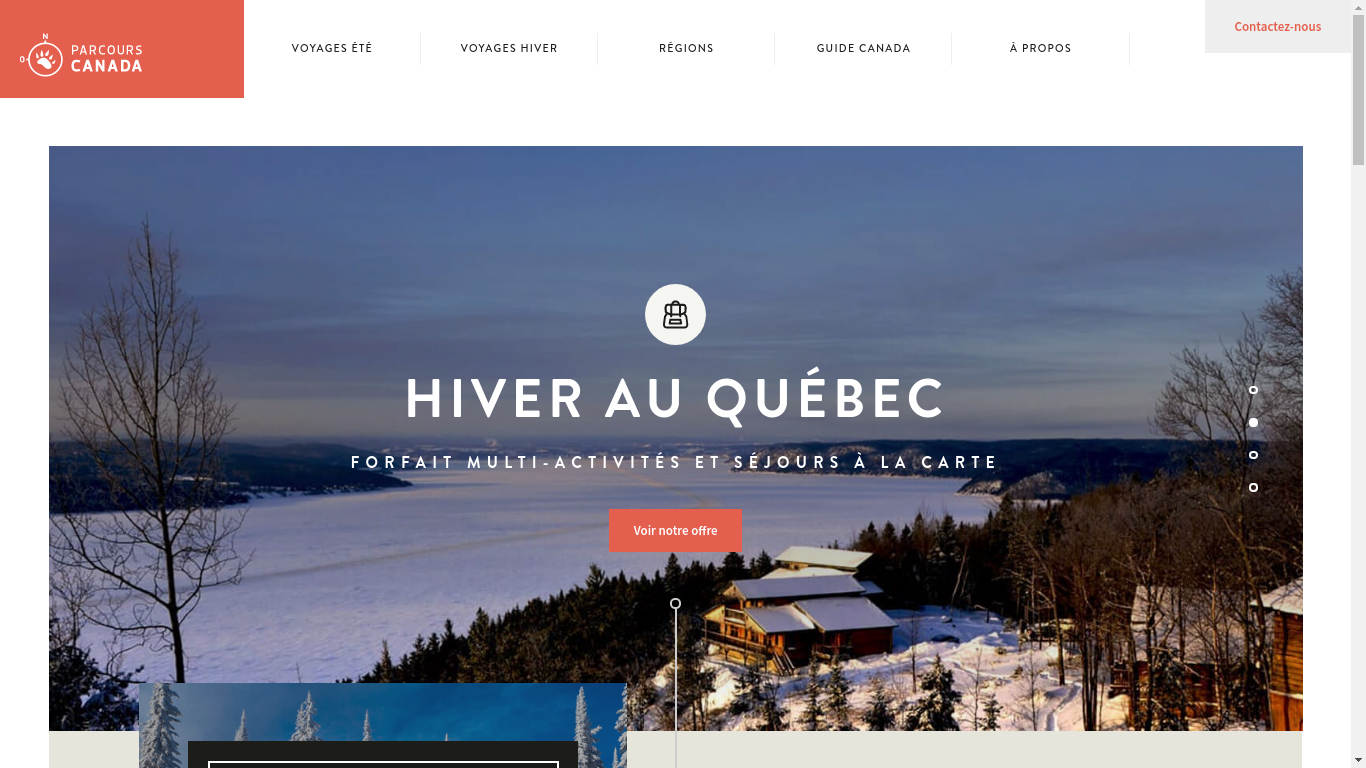 N
O
PARCOURS
CANADA
VOYAGES ÉTÉ
VOYAGES HIVER
RÉGIONS
GUIDE CANADA
À PROPOS
Contactez-nous
HIVER AU QUÉBEC
FORFAIT MULTI-ACTIVITÉS ET SÉJOURS À LA CARTE
Voir notre offre